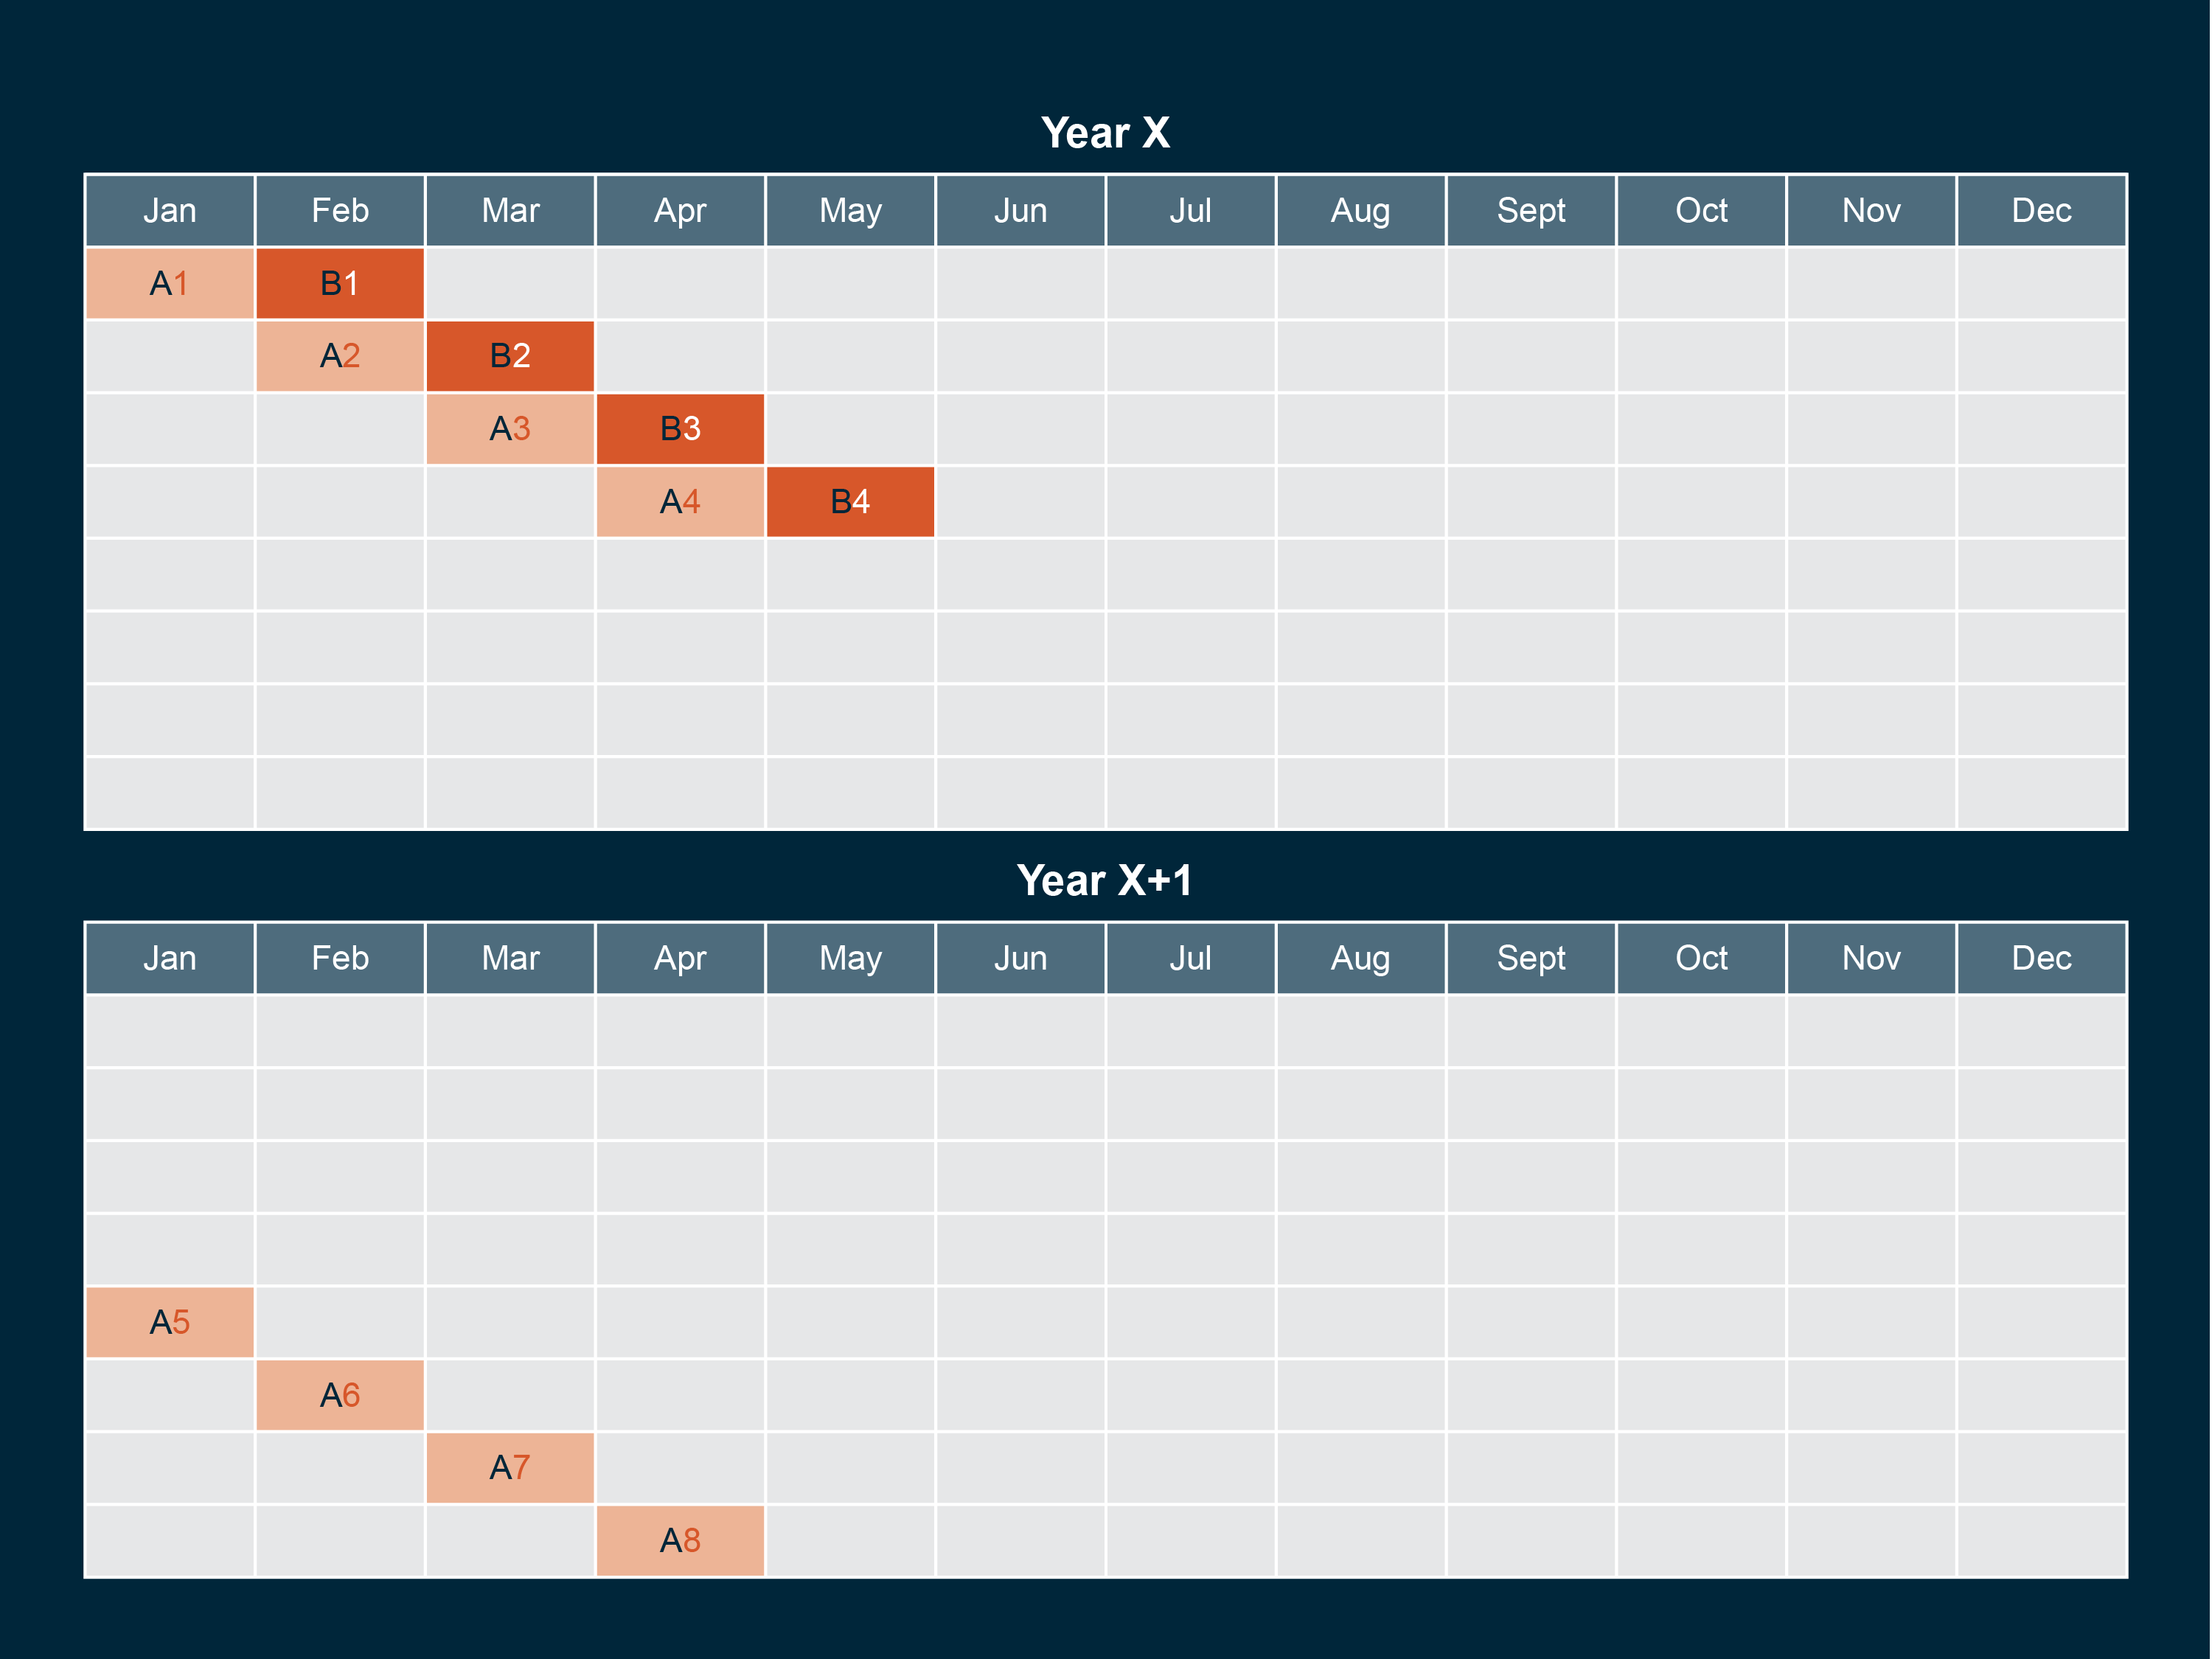 Year X
Jan Feb Mar Apr May Jun Jul Aug Sept Oct Nov Dec
A1 B1
A2 B2
A3 B3
A4 B4
Year X+1
Jan Feb Mar Apr May Jun Jul Aug Sept Oct Nov Dec
A5
A6
A7
A8